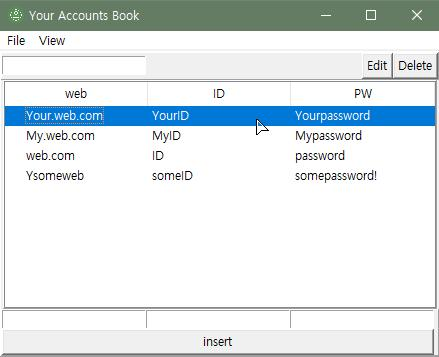 Your Accounts Book
File View
Edit Delete
web ID PW
Your.web.com YourID Yourpassword
My.web.com MyID Mypassword
web.com ID password
Ysomeweb someID somepassword!
insert